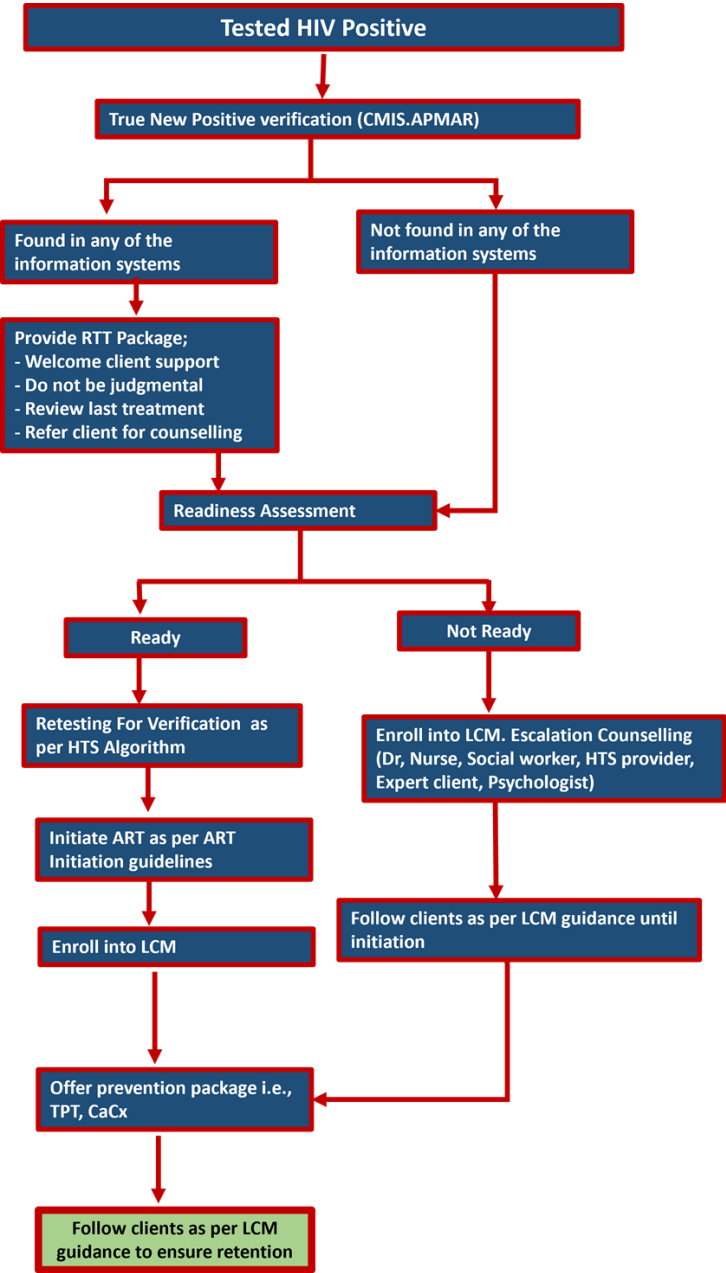 Tested HIV Positive
True New Positive verification (CMIS.APMAR)
Found in any of the
information systems
Not found in any of the
information systems
Provide RTT Package;
- Welcome client support
- Do not be judgmental
- Review last treatment
- Refer client for counselling
Readiness Assessment
Ready
Not Ready
Retesting For Verification as
per HTS Algorithm
Enroll into LCM. Escalation Counselling
(Dr, Nurse, Social worker, HTS provider,
Expert client, Psychologist)
Initiate ART as per ART
Initiation guidelines
Follow clients as per LCM guidance until
initiation
Enroll into LCM
Offer prevention package i.e.,
TPT, CaCx
Follow clients as per LCM
guidance to ensure retention